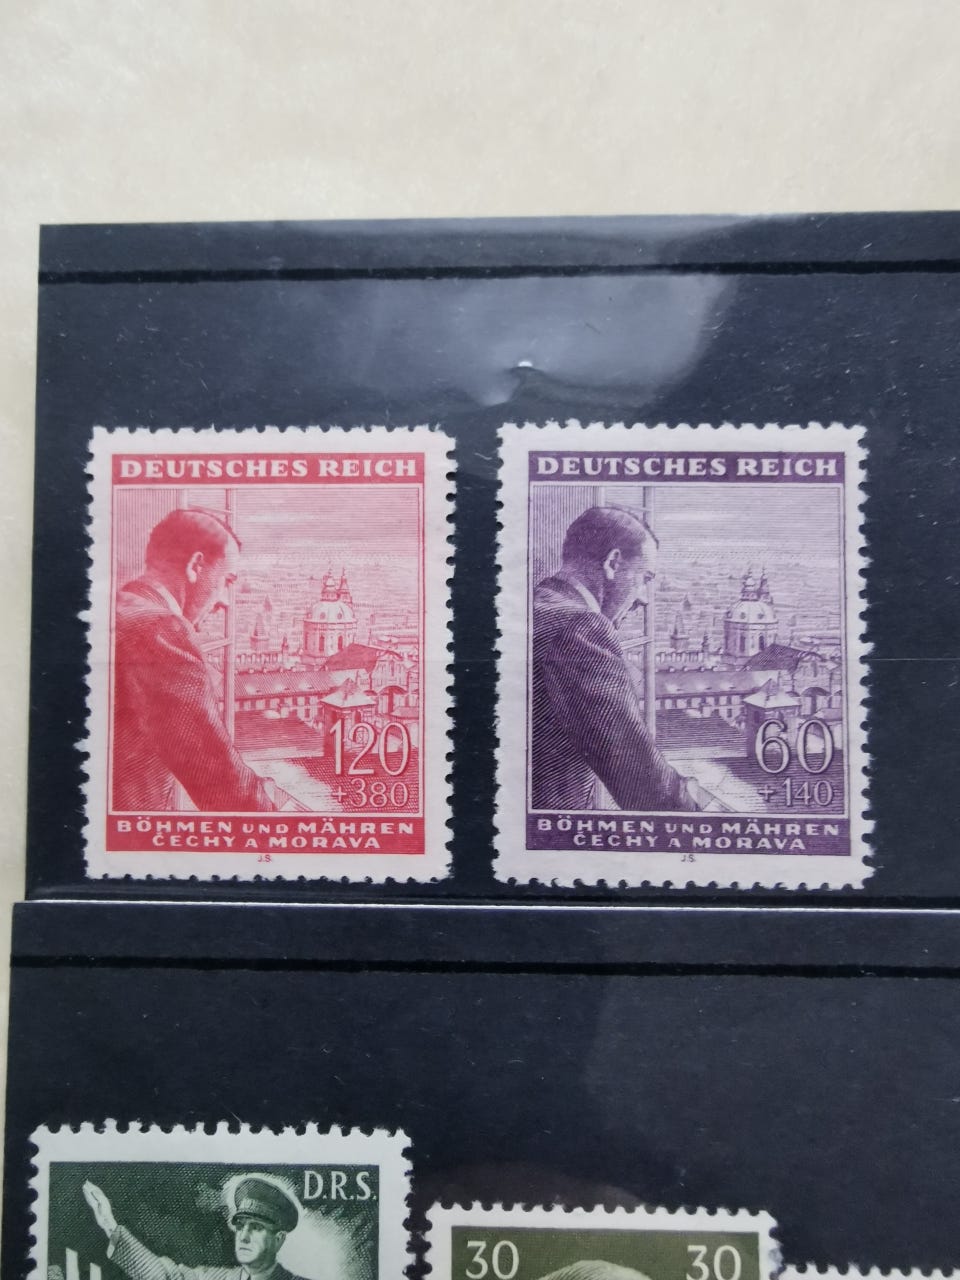 DEUTSCHES REICH
120
+380
BÖHMEN UND MÄHREN
ČECHY A MORAVA
J.S.
DEUTSCHES REICH
60
+140
BÖHMEN UND MÄHREN
ČECHY A MORAVA
J.S.
D.R.S.
30 30